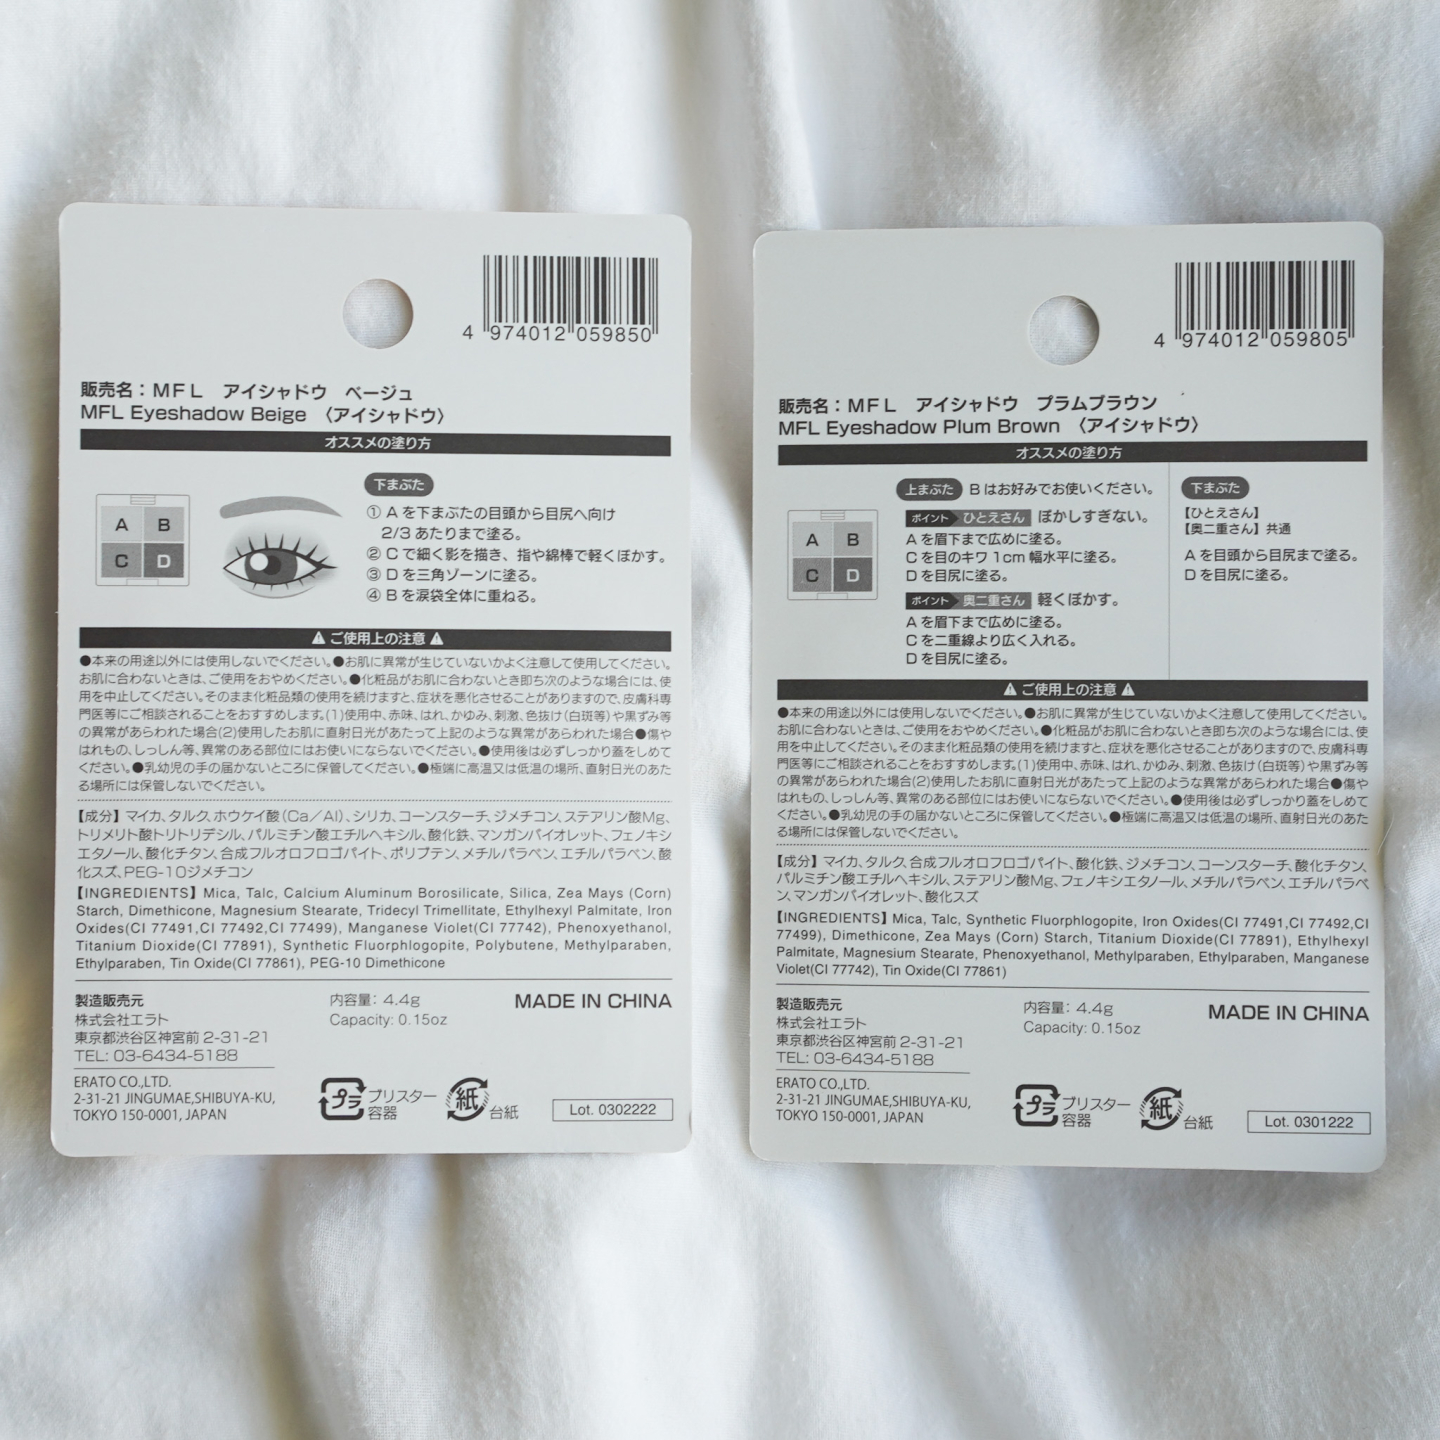 4 974012 059850
販売名：MFL　アイシャドウ　ベージュ
MFL Eyeshadow Beige 〈アイシャドウ〉
オススメの塗り方
A B
C D
下まぶた
① Aを下まぶたの目頭から目尻へ向け
2/3あたりまで塗る。
② Cで細く影を描き、指や綿棒で軽くぼかす。
③ Dを三角ゾーンに塗る。
④ Bを涙袋全体に重ねる。
⚠ ご使用上の注意 ⚠
●本来の用途以外には使用しないでください。●お肌に異常が生じていないかよく注意して使用してください。
お肌に合わないときは、ご使用をおやめください。●化粧品がお肌に合わないとき即ち次のような場合には、使
用を中止してください。そのまま化粧品類の使用を続けますと、症状を悪化させることがありますので、皮膚科専
門医等にご相談されることをおすすめします。(1)使用中、赤味、はれ、かゆみ、刺激、色抜け(白斑等)や黒ずみ等
の異常があらわれた場合(2)使用したお肌に直射日光があたって上記のような異常があらわれた場合●傷や
はれもの、しっしん等、異常のある部位にはお使いにならないでください。●使用後は必ずしっかり蓋をしめて
ください。●乳幼児の手の届かないところに保管してください。●極端に高温又は低温の場所、直射日光のあた
る場所には保管しないでください。
【成分】マイカ、タルク、ホウケイ酸(Ca／Al)、シリカ、コーンスターチ、ジメチコン、ステアリン酸Mg、
トリメリト酸トリトリデシル、パルミチン酸エチルヘキシル、酸化鉄、マンガンバイオレット、フェノキシ
エタノール、酸化チタン、合成フルオロフロゴパイト、ポリブテン、メチルパラベン、エチルパラベン、酸
化スズ、PEG-10ジメチコン
【INGREDIENTS】Mica, Talc, Calcium Aluminum Borosilicate, Silica, Zea Mays (Corn)
Starch, Dimethicone, Magnesium Stearate, Tridecyl Trimellitate, Ethylhexyl Palmitate, Iron
Oxides(CI 77491,CI 77492,CI 77499), Manganese Violet(CI 77742), Phenoxyethanol,
Titanium Dioxide(CI 77891), Synthetic Fluorphlogopite, Polybutene, Methylparaben,
Ethylparaben, Tin Oxide(CI 77861), PEG-10 Dimethicone
製造販売元
株式会社エラト
東京都渋谷区神宮前 2-31-21
TEL: 03-6434-5188
ERATO CO.,LTD.
2-31-21 JINGUMAE,SHIBUYA-KU,
TOKYO 150-0001, JAPAN
内容量： 4.4g
Capacity: 0.15oz
MADE IN CHINA
プラ ブリスター
容器
紙 台紙
Lot. 0302222
4 974012 059805
販売名：MFL　アイシャドウ　プラムブラウン
MFL Eyeshadow Plum Brown 〈アイシャドウ〉
オススメの塗り方
A B
C D
上まぶた Bはお好みでお使いください。
ポイント ひとえさん ぼかしすぎない。
Aを眉下まで広めに塗る。
Cを目のキワ1cm幅水平に塗る。
Dを目尻に塗る。
ポイント 奥二重さん 軽くぼかす。
Aを眉下まで広めに塗る。
Cを二重線より広く入れる。
Dを目尻に塗る。
下まぶた
【ひとえさん】
【奥二重さん】共通
Aを目頭から目尻まで塗る。
Dを目尻に塗る。
⚠ ご使用上の注意 ⚠
●本来の用途以外には使用しないでください。●お肌に異常が生じていないかよく注意して使用してください。
お肌に合わないときは、ご使用をおやめください。●化粧品がお肌に合わないとき即ち次のような場合には、使
用を中止してください。そのまま化粧品類の使用を続けますと、症状を悪化させることがありますので、皮膚科専
門医等にご相談されることをおすすめします。(1)使用中、赤味、はれ、かゆみ、刺激、色抜け(白斑等)や黒ずみ等
の異常があらわれた場合(2)使用したお肌に直射日光があたって上記のような異常があらわれた場合●傷や
はれもの、しっしん等、異常のある部位にはお使いにならないでください。●使用後は必ずしっかり蓋をしめて
ください。●乳幼児の手の届かないところに保管してください。●極端に高温又は低温の場所、直射日光のあた
る場所には保管しないでください。
【成分】マイカ、タルク、合成フルオロフロゴパイト、酸化鉄、ジメチコン、コーンスターチ、酸化チタン、
パルミチン酸エチルヘキシル、ステアリン酸Mg、フェノキシエタノール、メチルパラベン、エチルパラベ
ン、マンガンバイオレット、酸化スズ
【INGREDIENTS】Mica, Talc, Synthetic Fluorphlogopite, Iron Oxides(CI 77491,CI 77492,CI
77499), Dimethicone, Zea Mays (Corn) Starch, Titanium Dioxide(CI 77891), Ethylhexyl
Palmitate, Magnesium Stearate, Phenoxyethanol, Methylparaben, Ethylparaben, Manganese
Violet(CI 77742), Tin Oxide(CI 77861)
製造販売元
株式会社エラト
東京都渋谷区神宮前 2-31-21
TEL: 03-6434-5188
ERATO CO.,LTD.
2-31-21 JINGUMAE,SHIBUYA-KU,
TOKYO 150-0001, JAPAN
内容量： 4.4g
Capacity: 0.15oz
MADE IN CHINA
プラ ブリスター
容器
紙 台紙
Lot. 0301222